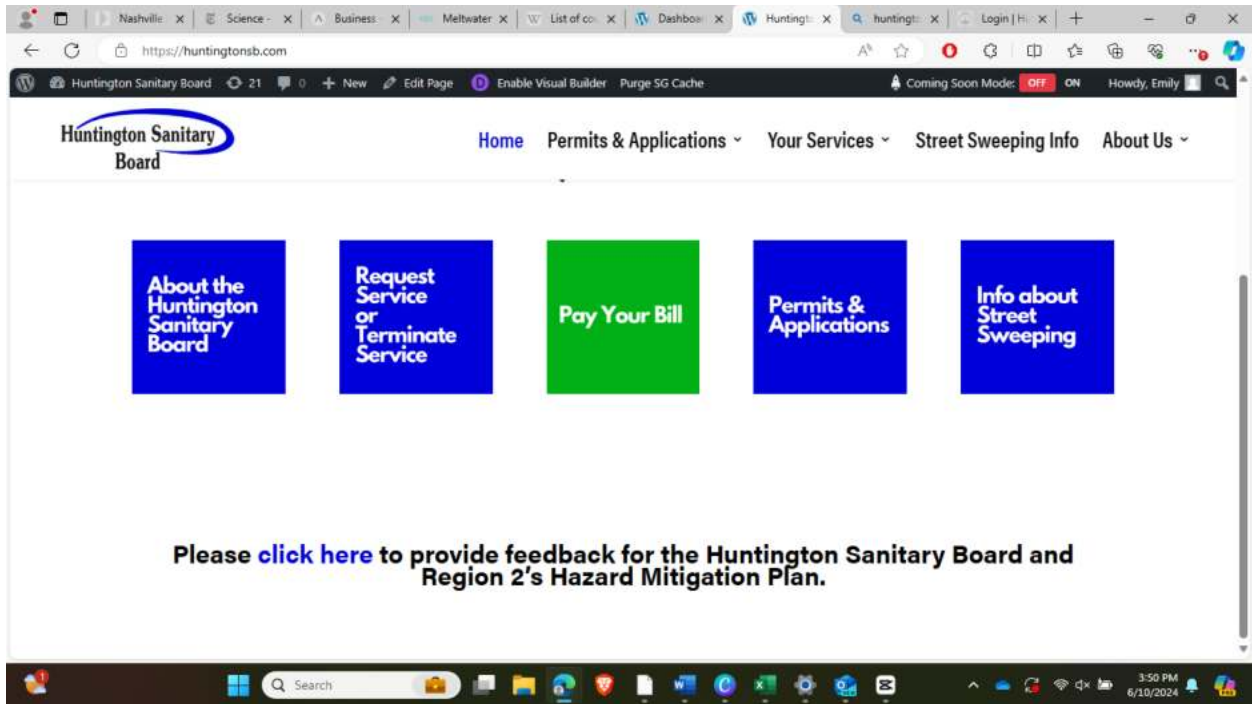 Nashville
Science -
Business
Meltwater
List of co
Dashboar
Huntingt
huntingt
Login | H
https://huntingtonsb.com
Huntington Sanitary Board 21 0 + New Edit Page D Enable Visual Builder Purge SG Cache Coming Soon Mode: OFF ON Howdy, Emily
Huntington Sanitary
Board
Home Permits & Applications Your Services Street Sweeping Info About Us
About the
Huntington
Sanitary
Board
Request
Service
or
Terminate
Service
Pay Your Bill
Permits &
Applications
Info about
Street
Sweeping
Please click here to provide feedback for the Huntington Sanitary Board and
Region 2's Hazard Mitigation Plan.
Search
3:50 PM
6/10/2024